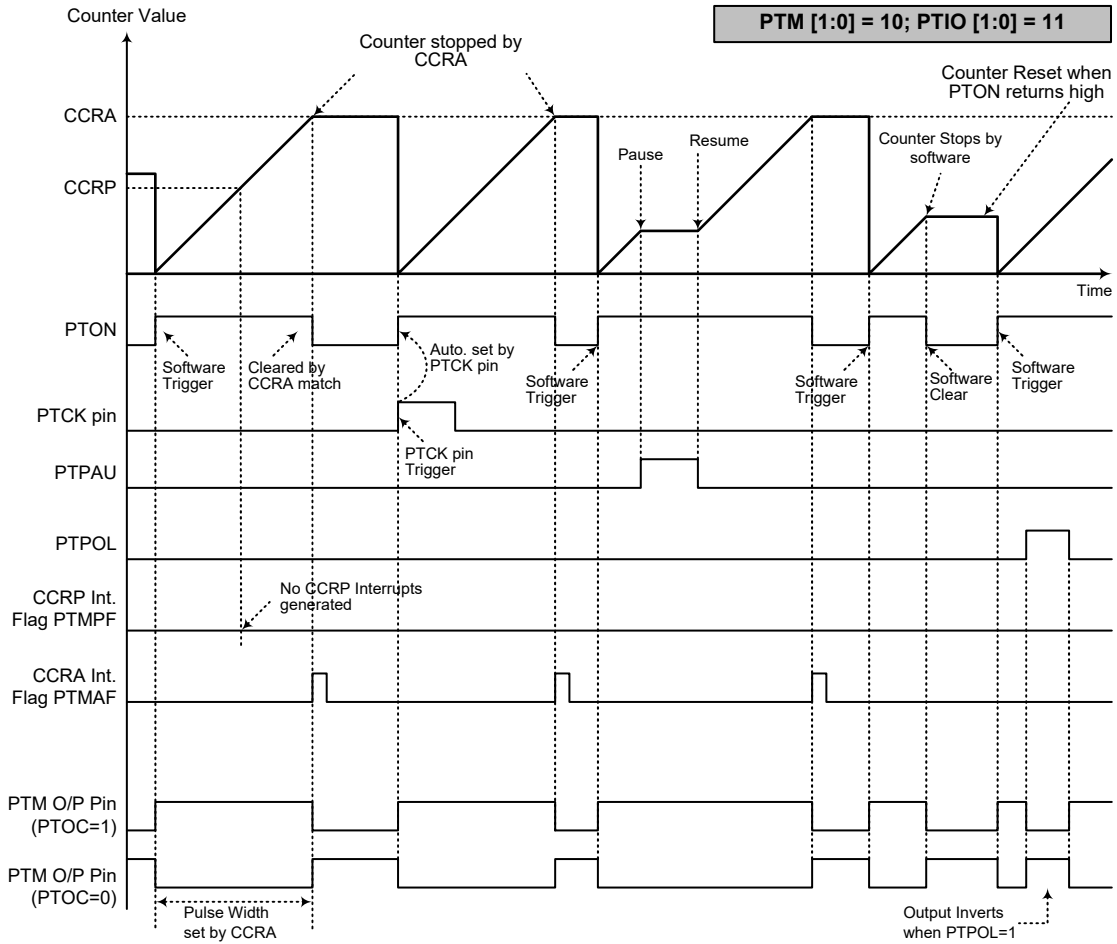 Counter Value
PTM [1:0] = 10; PTIO [1:0] = 11
Counter stopped by
CCRA
Counter Reset when
PTON returns high
CCRA
Pause
Resume
Counter Stops by
software
CCRP
Time
PTON
Software
Trigger
Cleared by
CCRA match
Auto. set by
PTCK pin
Software
Trigger
Software
Trigger
Software
Clear
Software
Trigger
PTCK pin
PTCK pin
Trigger
PTPAU
PTPOL
No CCRP Interrupts
generated
CCRP Int.
Flag PTMPF
CCRA Int.
Flag PTMAF
PTM O/P Pin
(PTOC=1)
PTM O/P Pin
(PTOC=0)
Pulse Width
set by CCRA
Output Inverts
when PTPOL=1